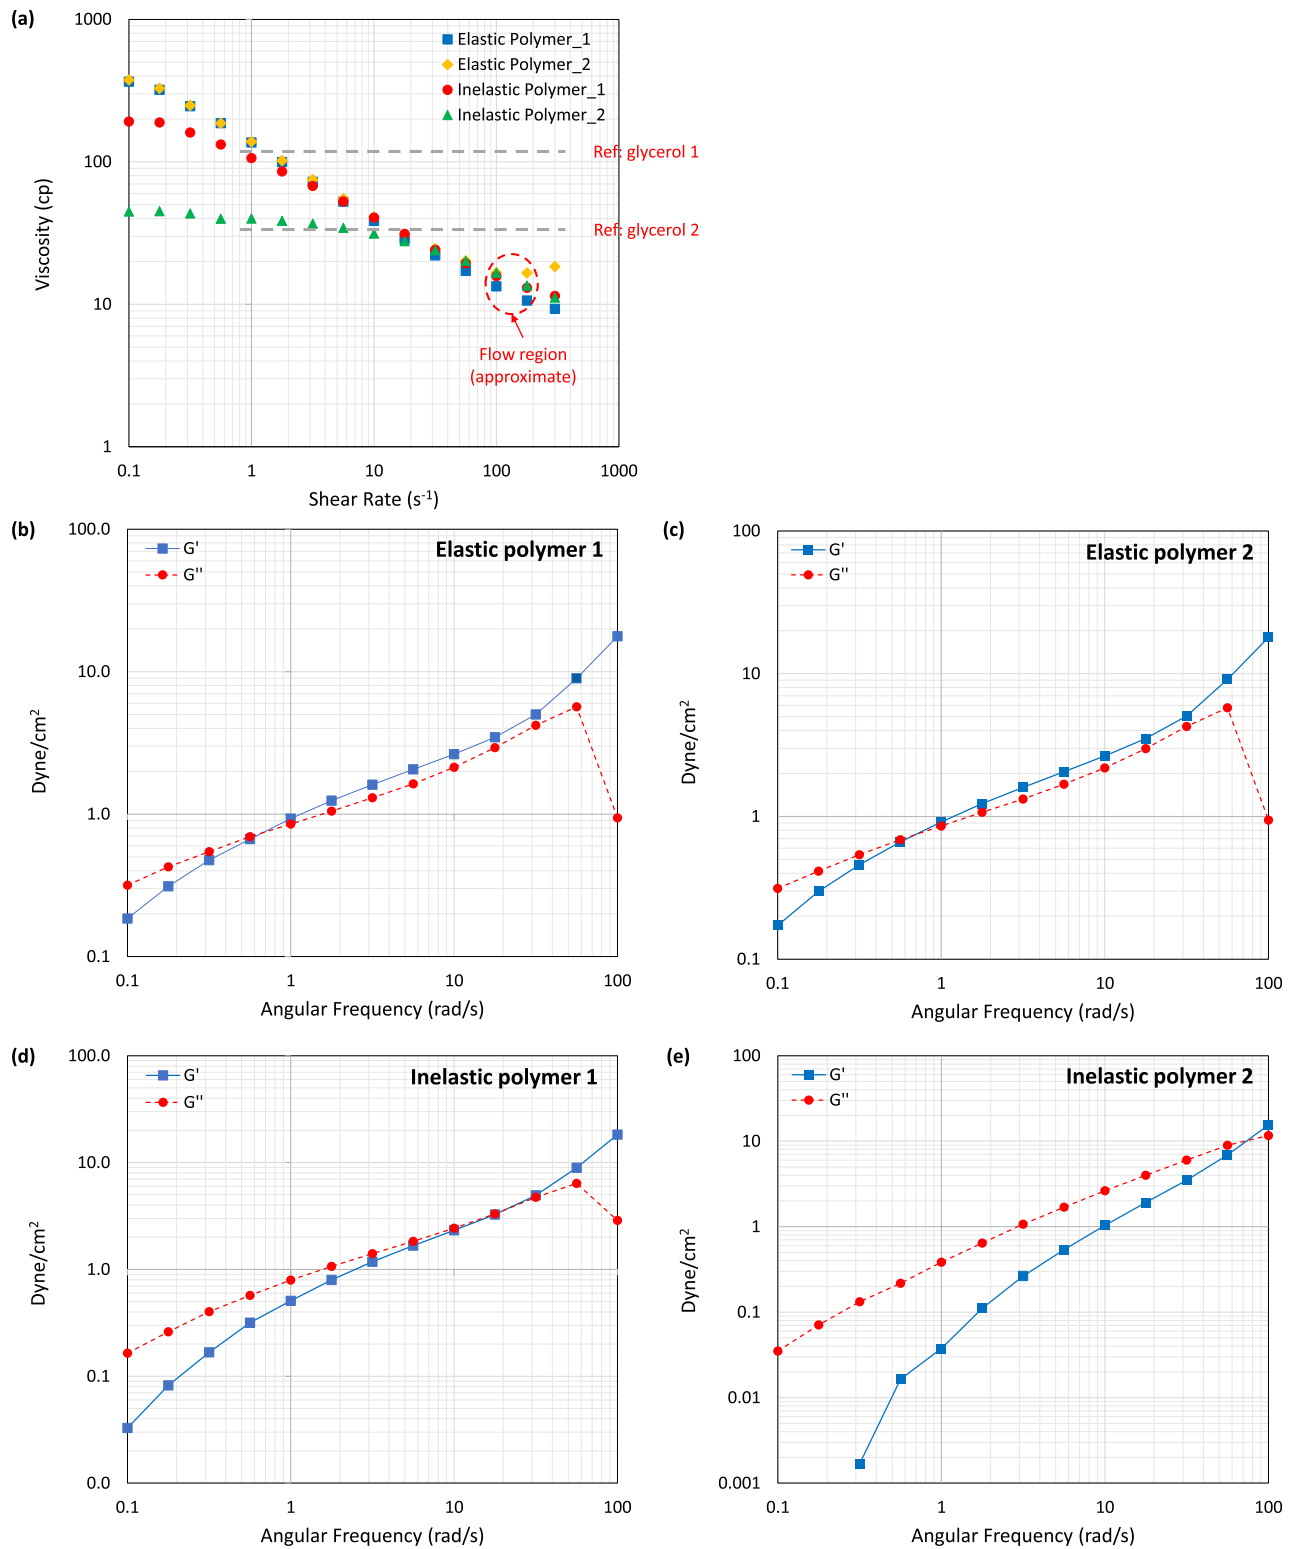 (a)
1000
100
10
1
Viscosity (cp)
Elastic Polymer_1
Elastic Polymer_2
Inelastic Polymer_1
Inelastic Polymer_2
Ref: glycerol 1
Ref: glycerol 2
Flow region
(approximate)
0.1 1 10 100 1000
Shear Rate (s⁻¹)
(b)
100.0
10.0
1.0
0.1
Dyne/cm²
G'
G''
Elastic polymer 1
0.1 1 10 100
Angular Frequency (rad/s)
(c)
100
10
1
0.1
Dyne/cm²
G'
G''
Elastic polymer 2
0.1 1 10 100
Angular Frequency (rad/s)
(d)
100.0
10.0
1.0
0.1
0.0
Dyne/cm²
G'
G''
Inelastic polymer 1
0.1 1 10 100
Angular Frequency (rad/s)
(e)
100
10
1
0.1
0.01
0.001
Dyne/cm²
G'
G''
Inelastic polymer 2
0.1 1 10 100
Angular Frequency (rad/s)